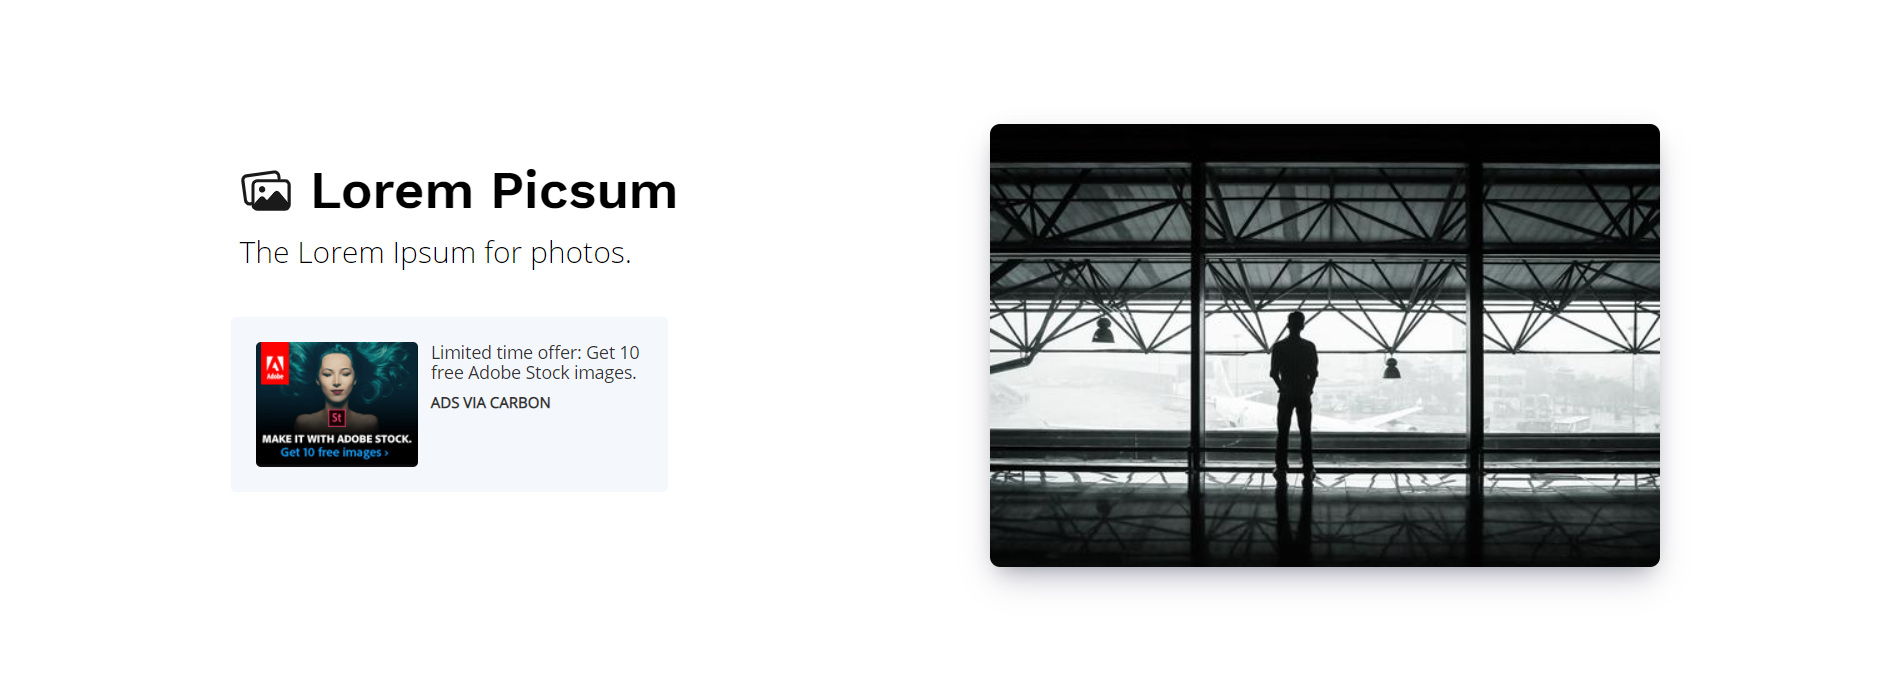 Lorem Picsum
The Lorem Ipsum for photos.
Adobe
St
MAKE IT WITH ADOBE STOCK.
Get 10 free images ›
Limited time offer: Get 10
free Adobe Stock images.
ADS VIA CARBON